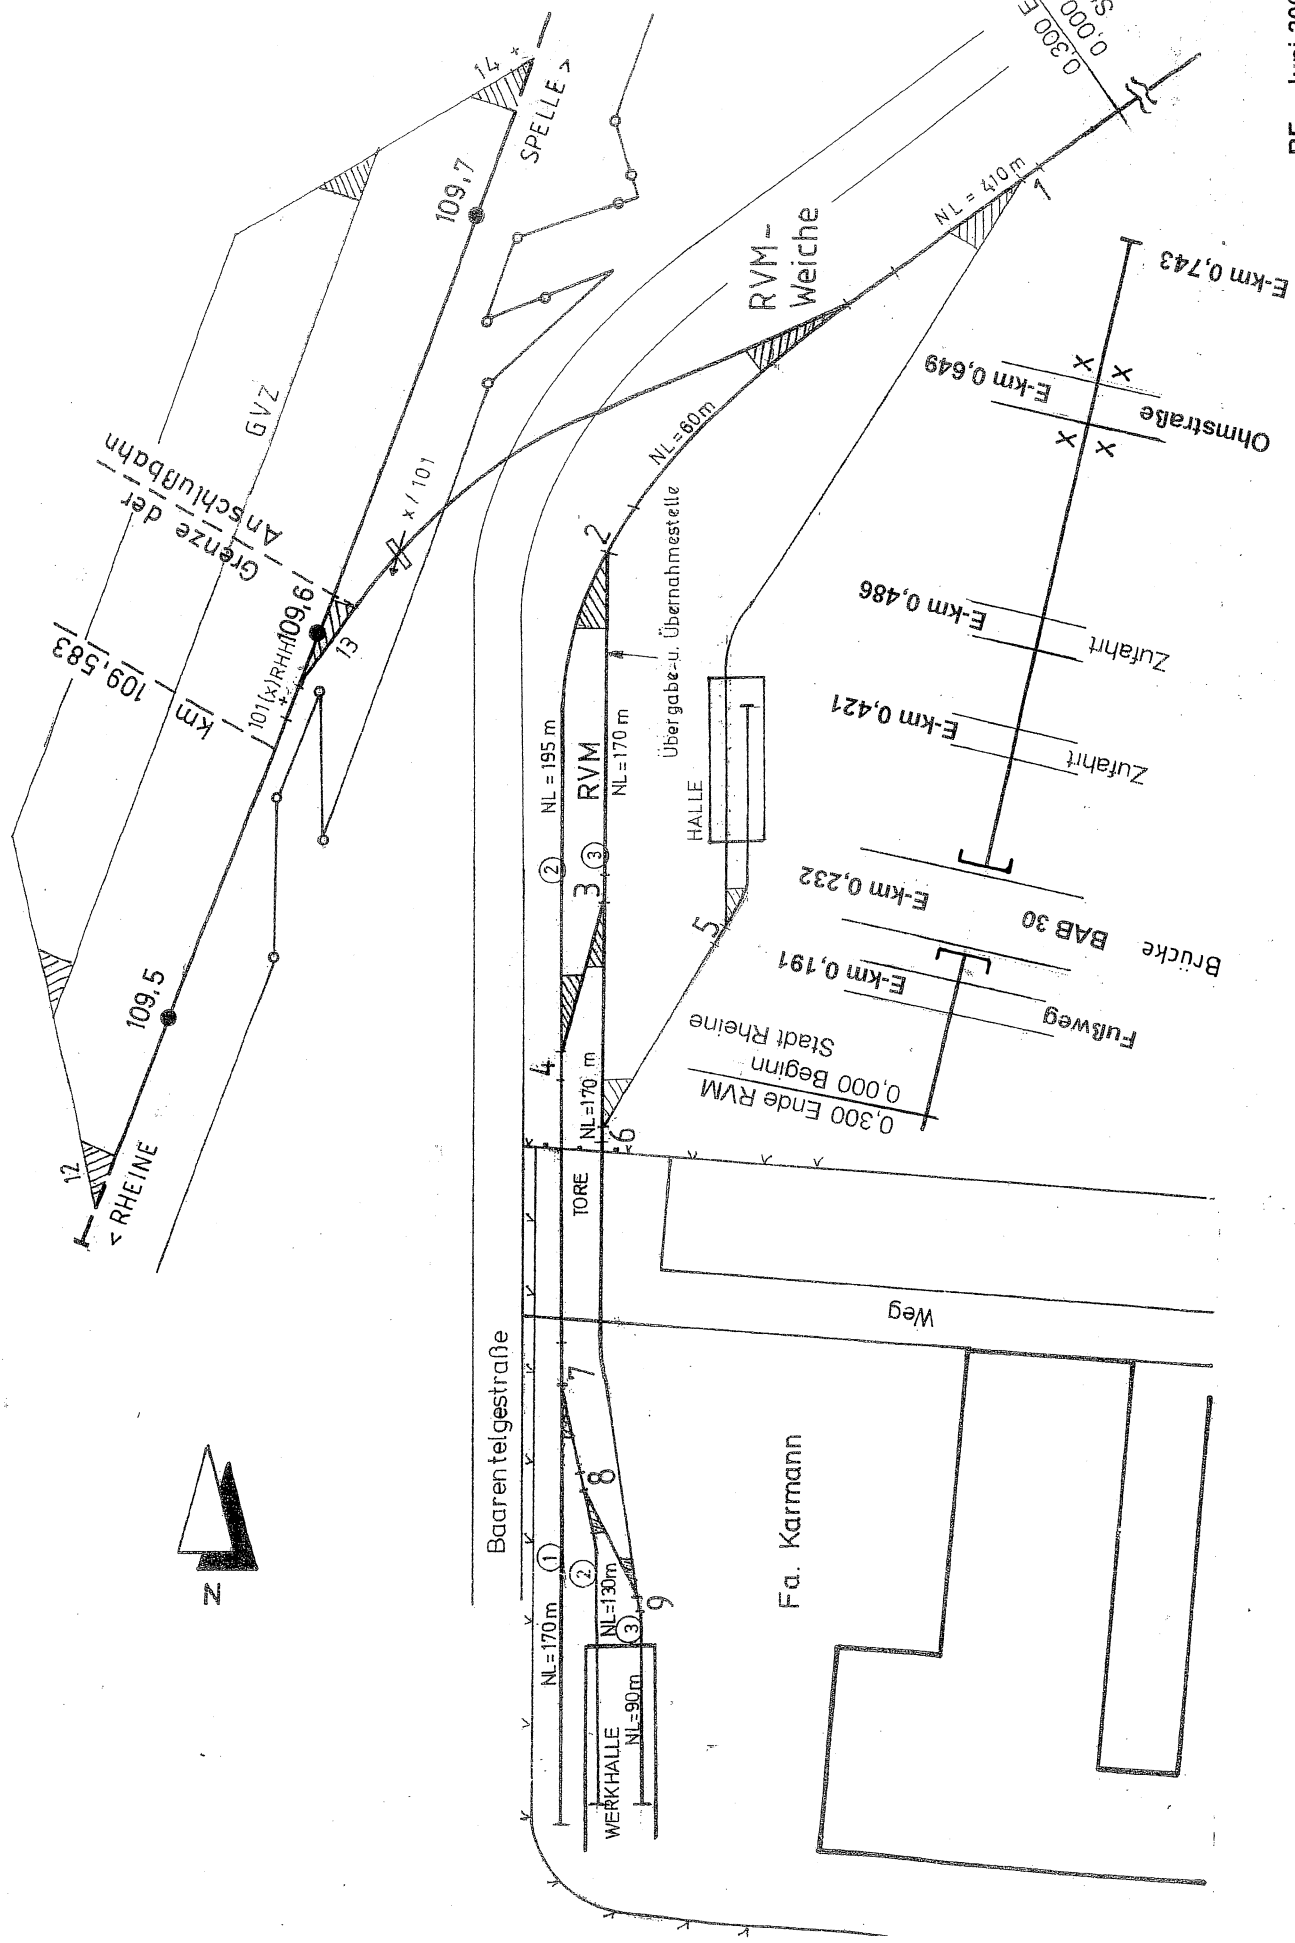 14
SPELLE >
109,7
GVZ
Grenze der
Anschlußbahn
x / 101
109,6
13
101(x)RHH
km 109,583
109,5
12
< RHEINE
0,300 E
0,000
S
Juni
NL = 410 m
1
RVM-
Weiche
NL=60m
2
Übergabe-u. Übernahmestelle
NL = 195 m
RVM
NL=170 m
2
3
3
4
NL=170 m
6
5
HALLE
TORE
Baarentelgestraße
Weg
7
8
9
1
2
3
NL=170m
NL=130m
NL=90m
WERKHALLE
Fa. Karmann
N
E-km 0,743
E-km 0,649
Ohmstraße
X X
X X
E-km 0,486
Zufahrt
E-km 0,421
Zufahrt
E-km 0,232
Brücke BAB 30
E-km 0,191
Fußweg
0,300 Ende RVM
0,000 Beginn
Stadt Rheine